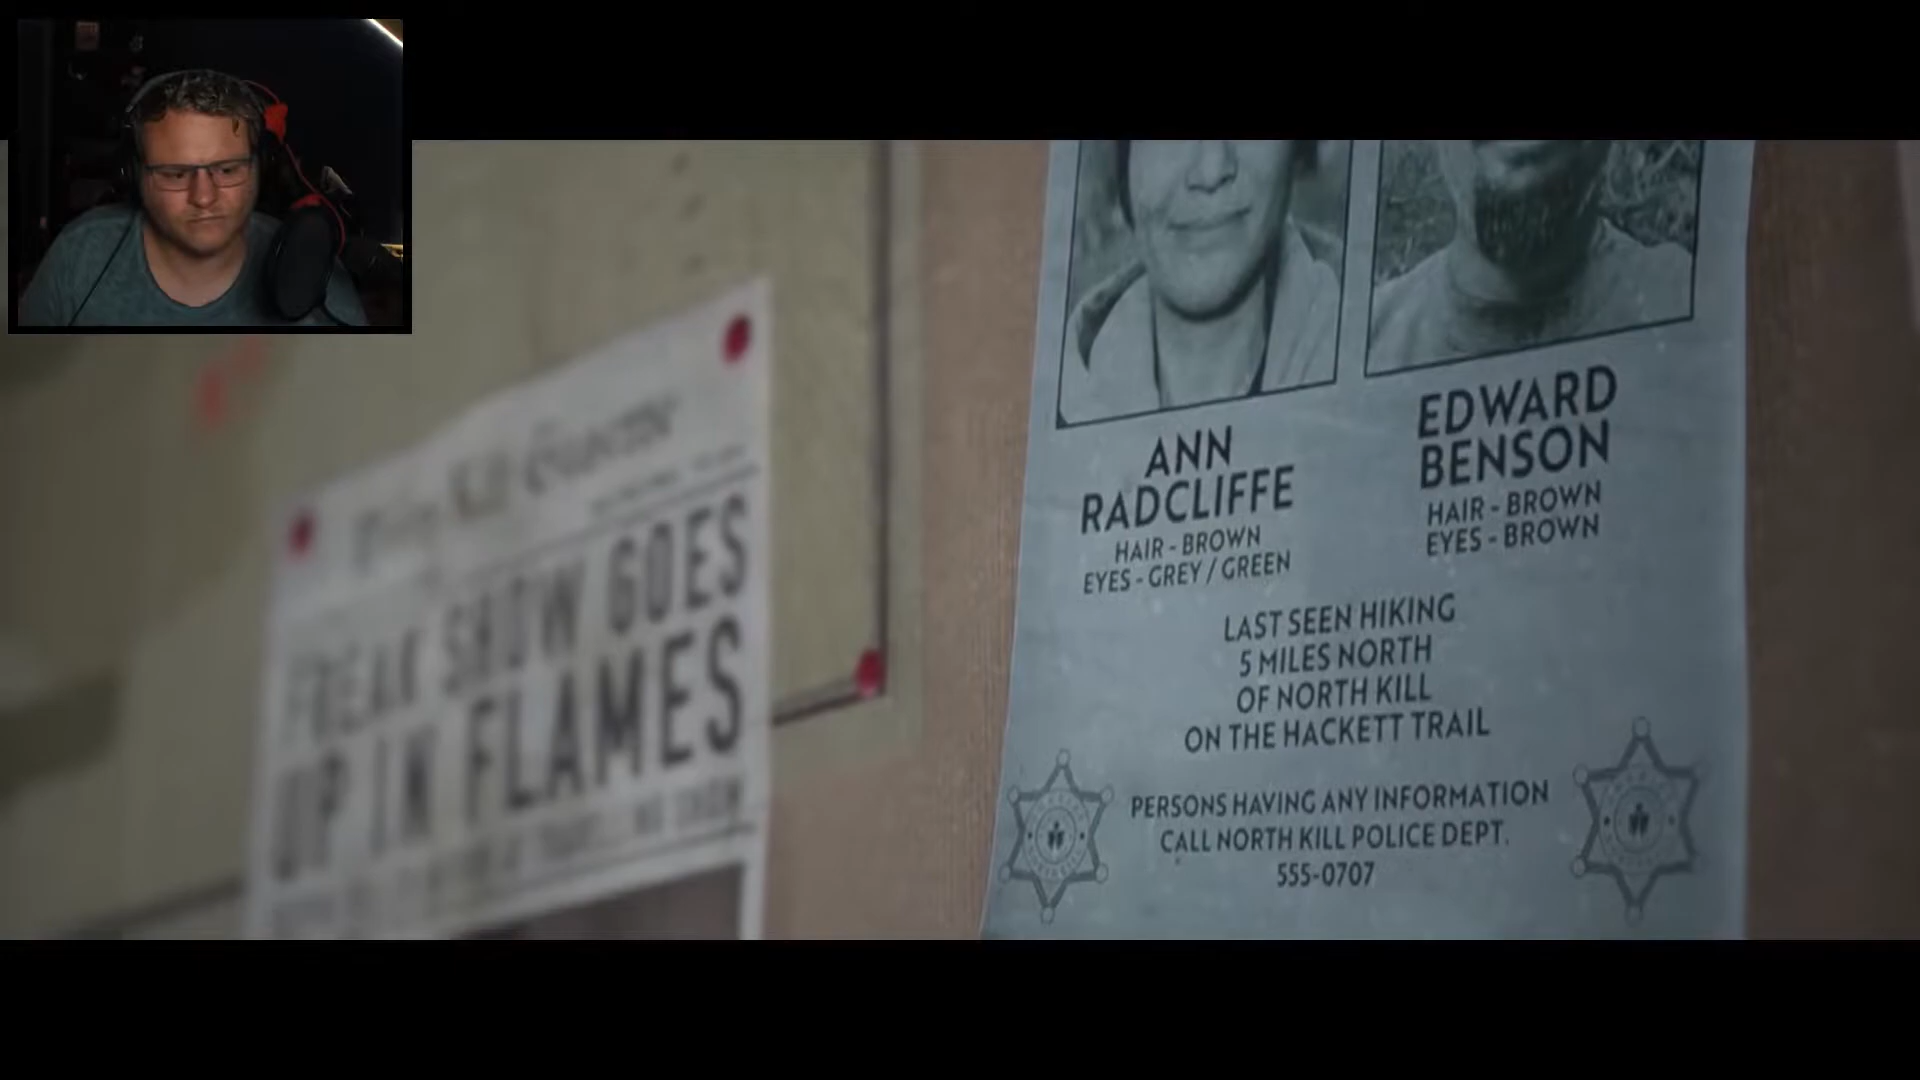 FREAK SHOW GOES
UP IN FLAMES
ANN
RADCLIFFE
HAIR - BROWN
EYES - GREY / GREEN
EDWARD
BENSON
HAIR - BROWN
EYES - BROWN
LAST SEEN HIKING
5 MILES NORTH
OF NORTH KILL
ON THE HACKETT TRAIL
PERSONS HAVING ANY INFORMATION
CALL NORTH KILL POLICE DEPT.
555-0707